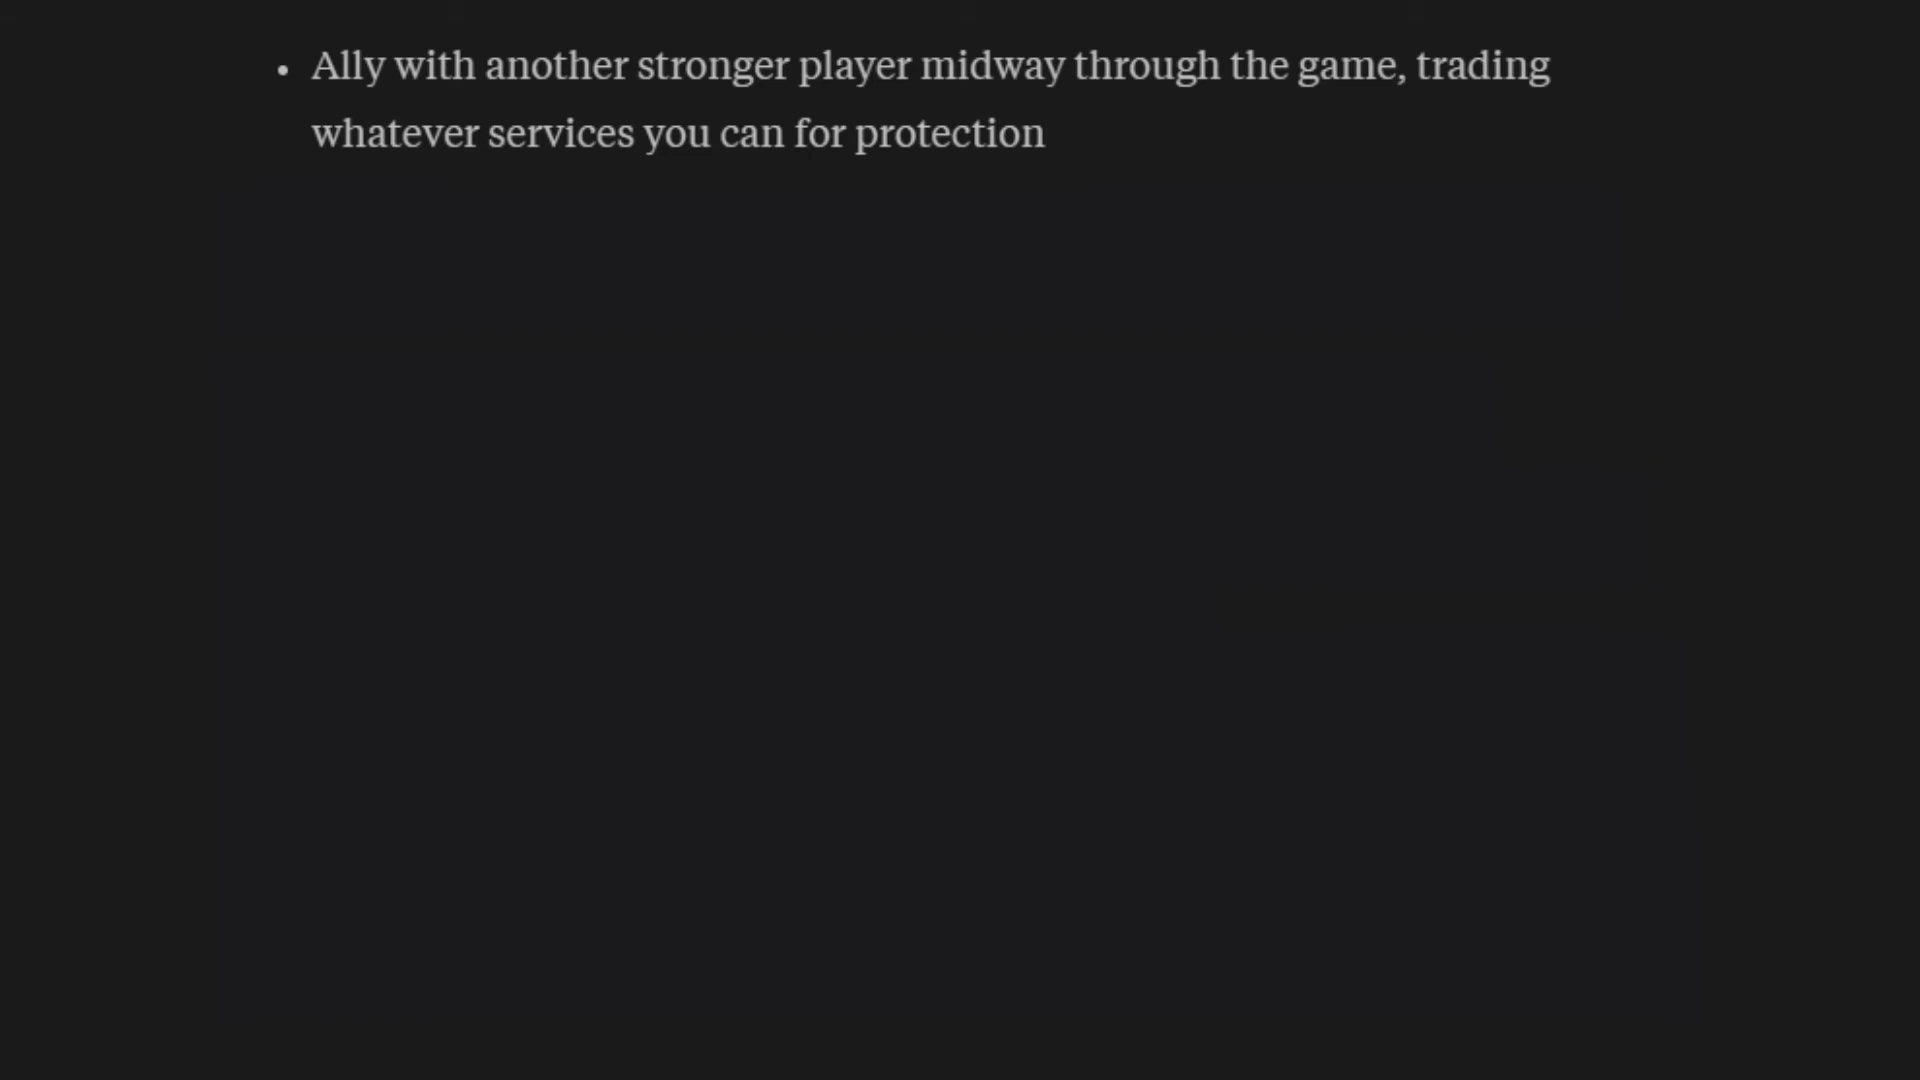 • Ally with another stronger player midway through the game, trading
whatever services you can for protection